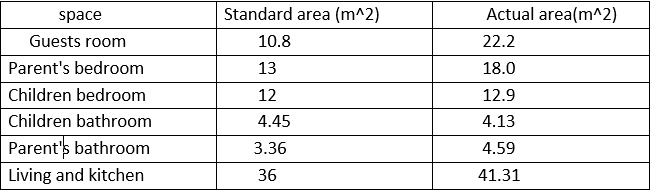 space Standard area (m^2) Actual area(m^2)
Guests room 10.8 22.2
Parent's bedroom 13 18.0
Children bedroom 12 12.9
Children bathroom 4.45 4.13
Parent's bathroom 3.36 4.59
Living and kitchen 36 41.31